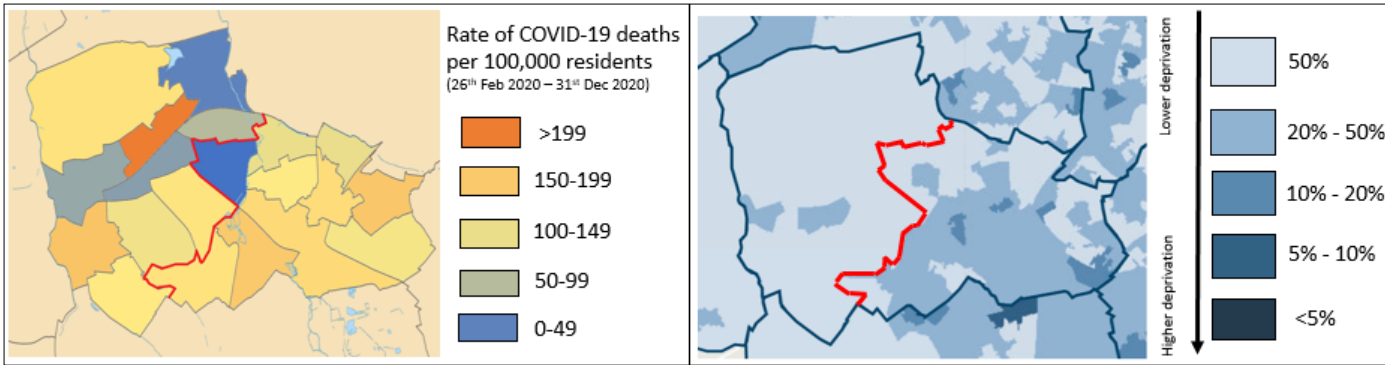 Rate of COVID-19 deaths
per 100,000 residents
(26th Feb 2020 – 31st Dec 2020)
>199
150-199
100-149
50-99
0-49
Lower deprivation
Higher deprivation
50%
20% - 50%
10% - 20%
5% - 10%
<5%